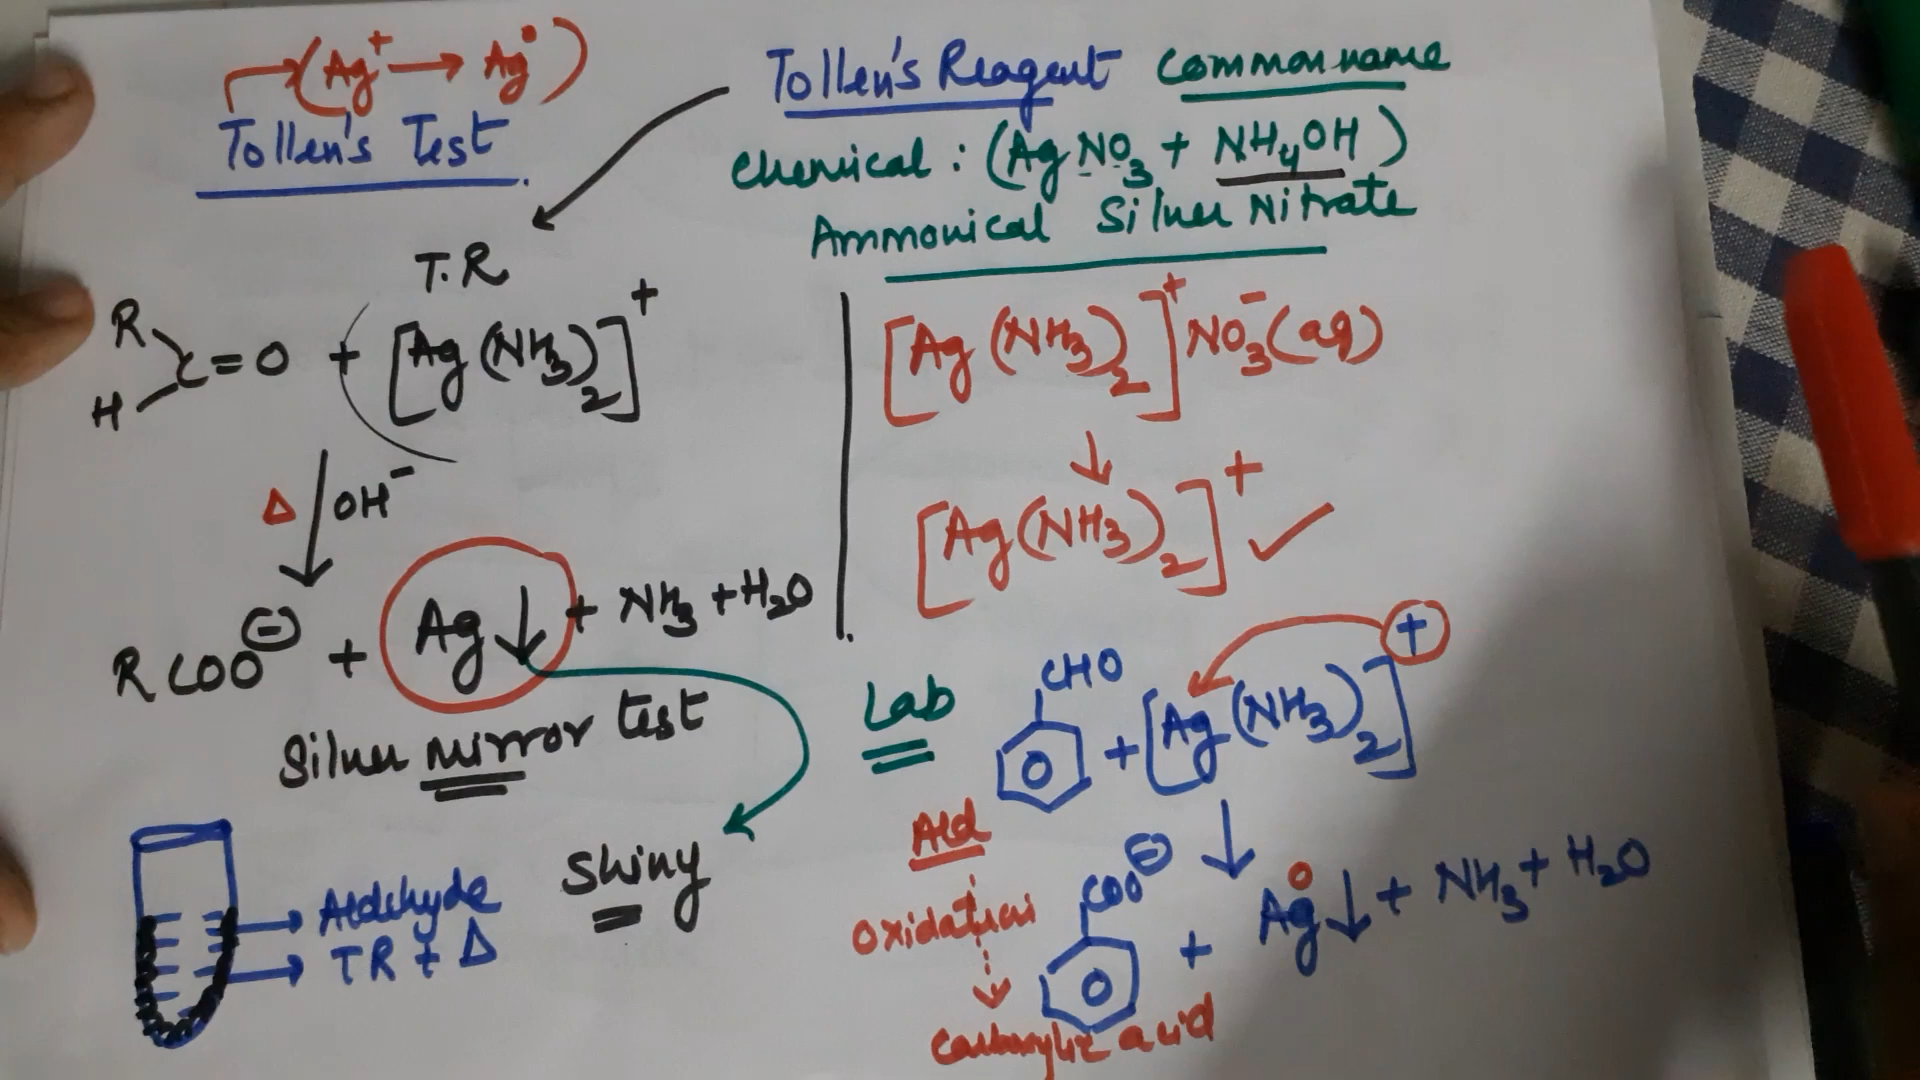 (Ag⁺ → Ag°)
Tollen's Test
Tollen's Reagent Common name
Chemical : (AgNO₃ + NH₄OH)
Ammonical Silver Nitrate
T.R
R
H
C=O + [Ag(NH₃)₂]⁺
Δ OH⁻
RCOO⊖ + Ag↓ + NH₃ + H₂O
Silver mirror test
Shiny
Aldehyde
TR + Δ
[Ag(NH₃)₂]⁺NO₃⁻(aq)
↓
[Ag(NH₃)₂]⁺ ✓
Lab
CHO
+ [Ag(NH₃)₂]⁺
↓
COO⊖
+ Ag°↓ + NH₃ + H₂O
Ald
Oxidation
Carboxylic acid